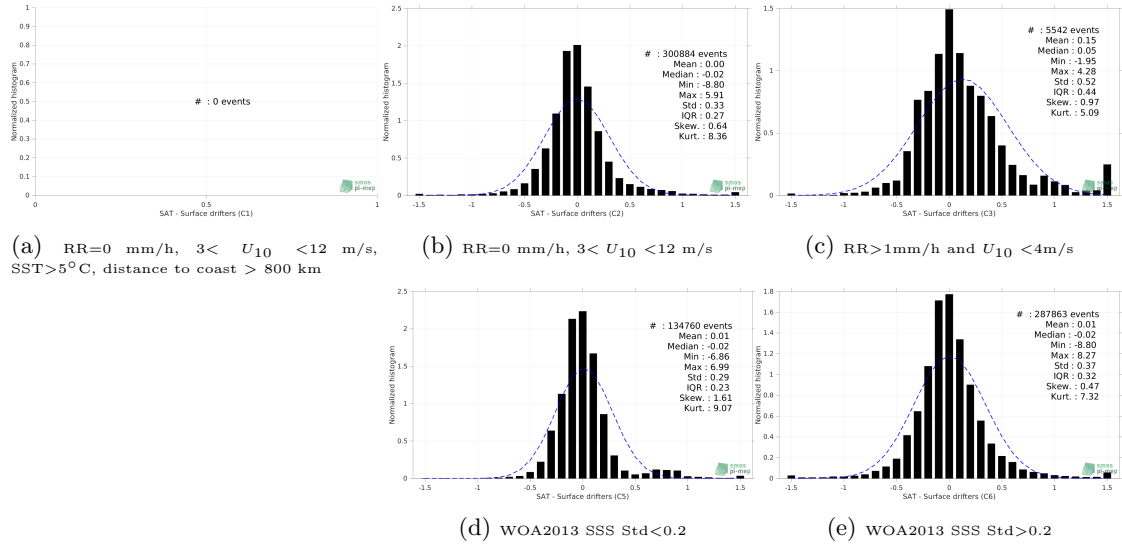 1
0.9
0.8
0.7
0.6
0.5
0.4
0.3
0.2
0.1
0
Normalized histogram
# : 0 events
0 0.5 1
SAT - Surface drifters (C1)
smos
pi-mep
(a) RR=0 mm/h, 3< U10 <12 m/s,
SST>5°C, distance to coast > 800 km
2.5
2
1.5
1
0.5
0
Normalized histogram
# : 300884 events
Mean : 0.00
Median : -0.02
Min : -8.80
Max : 5.91
Std : 0.33
IQR : 0.27
Skew. : 0.64
Kurt. : 8.36
-1.5 -1 -0.5 0 0.5 1 1.5
SAT - Surface drifters (C2)
smos
pi-mep
(b) RR=0 mm/h, 3< U10 <12 m/s
1.5
1
0.5
0
Normalized histogram
# : 5542 events
Mean : 0.15
Median : 0.05
Min : -1.95
Max : 4.28
Std : 0.52
IQR : 0.44
Skew. : 0.97
Kurt. : 5.09
-1.5 -1 -0.5 0 0.5 1 1.5
SAT - Surface drifters (C3)
smos
pi-mep
(c) RR>1mm/h and U10 <4m/s
2.5
2
1.5
1
0.5
0
Normalized histogram
# : 134760 events
Mean : 0.01
Median : -0.02
Min : -6.86
Max : 6.99
Std : 0.29
IQR : 0.23
Skew. : 1.61
Kurt. : 9.07
-1.5 -1 -0.5 0 0.5 1 1.5
SAT - Surface drifters (C5)
smos
pi-mep
(d) WOA2013 SSS Std<0.2
1.8
1.6
1.4
1.2
1
0.8
0.6
0.4
0.2
0
Normalized histogram
# : 287863 events
Mean : 0.01
Median : -0.02
Min : -8.80
Max : 8.27
Std : 0.37
IQR : 0.32
Skew. : 0.47
Kurt. : 7.32
-1.5 -1 -0.5 0 0.5 1 1.5
SAT - Surface drifters (C6)
smos
pi-mep
(e) WOA2013 SSS Std>0.2